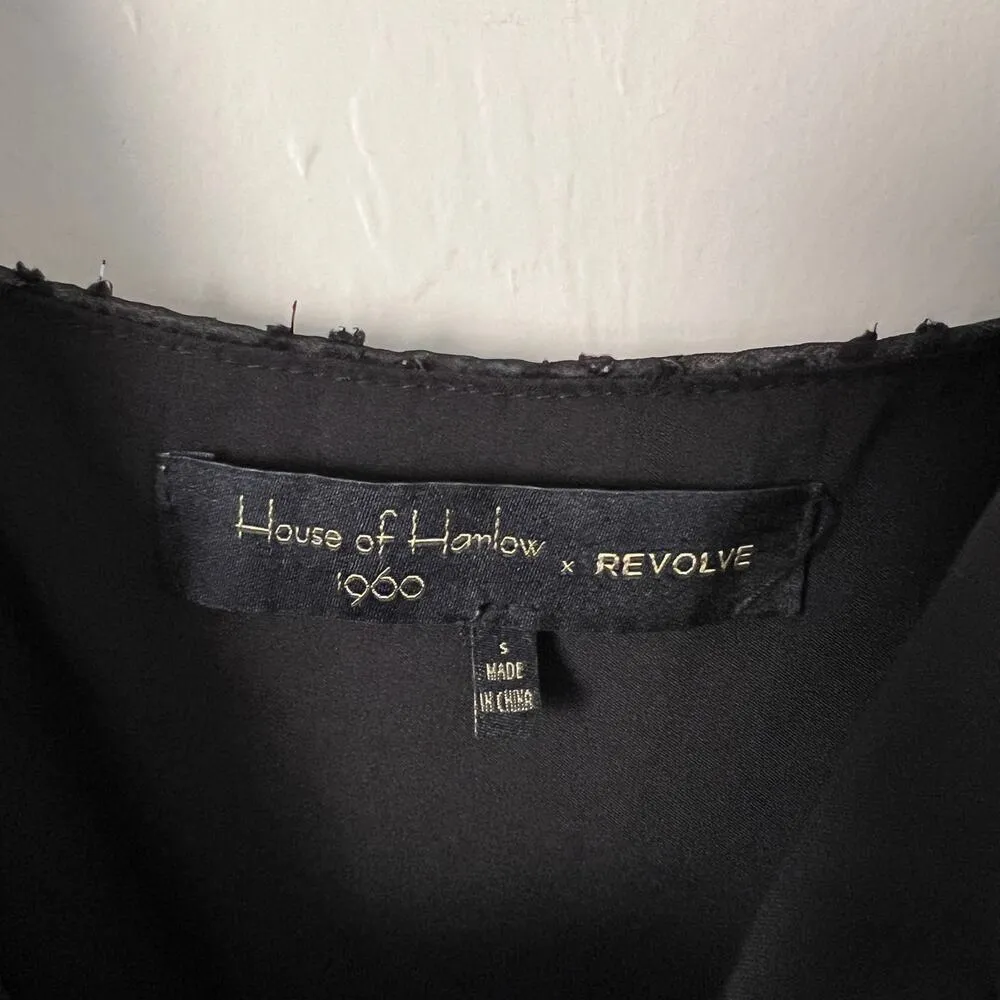 House of Harlow x REVOLVE
1960
S
MADE
IN CHINA